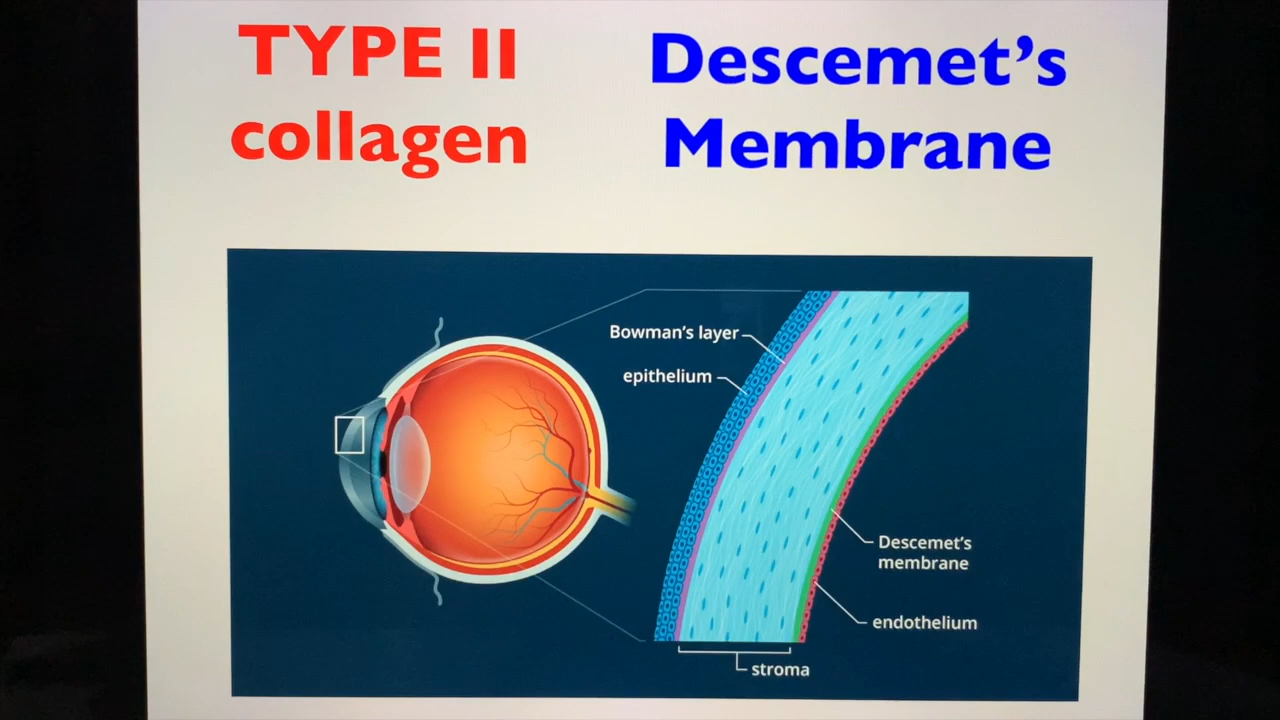 TYPE II
collagen
Descemet's
Membrane
Bowman's layer
epithelium
Descemet's
membrane
endothelium
stroma